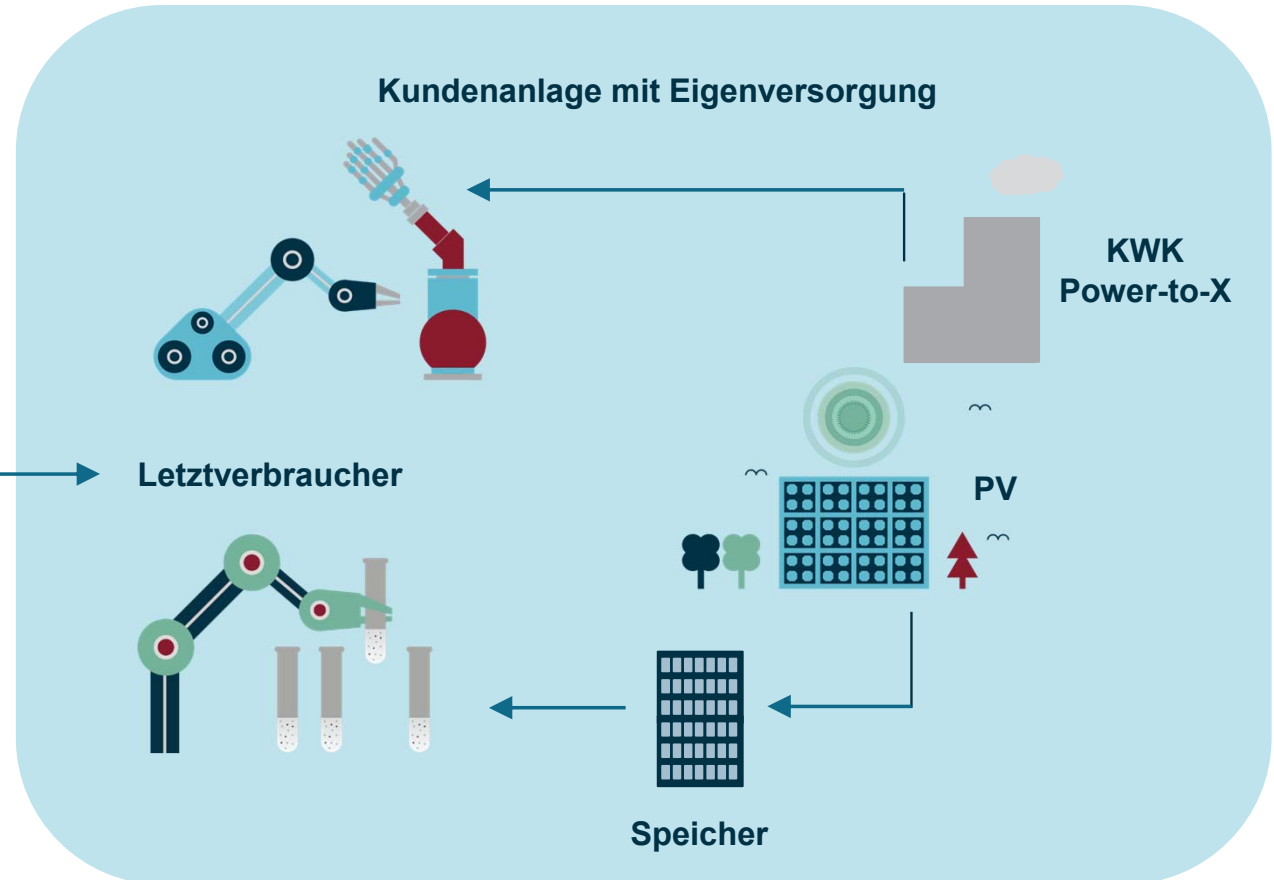 Kundenanlage mit Eigenversorgung
KWK
Power-to-X
Letztverbraucher
PV
Speicher